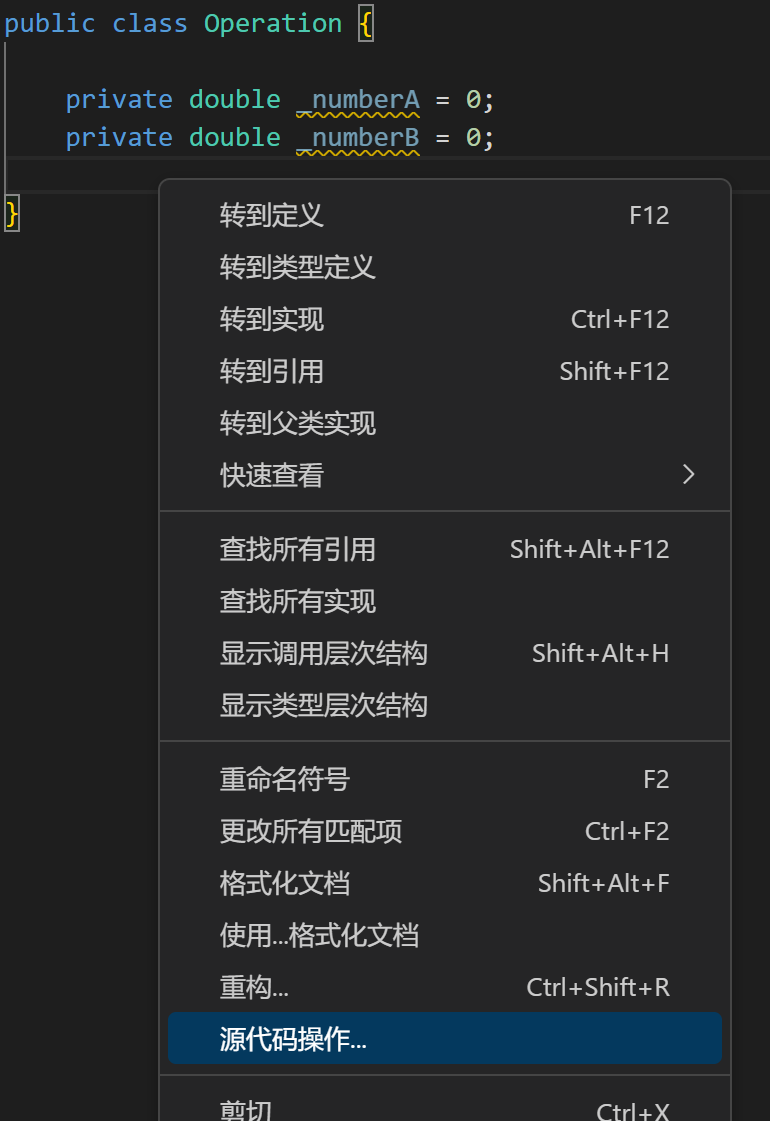 public class Operation {
private double _numberA = 0;
private double _numberB = 0;
}
转到定义 F12
转到类型定义
转到实现 Ctrl+F12
转到引用 Shift+F12
转到父类实现
快速查看
查找所有引用 Shift+Alt+F12
查找所有实现
显示调用层次结构 Shift+Alt+H
显示类型层次结构
重命名符号 F2
更改所有匹配项 Ctrl+F2
格式化文档 Shift+Alt+F
使用...格式化文档
重构... Ctrl+Shift+R
源代码操作...
剪切 Ctrl+X